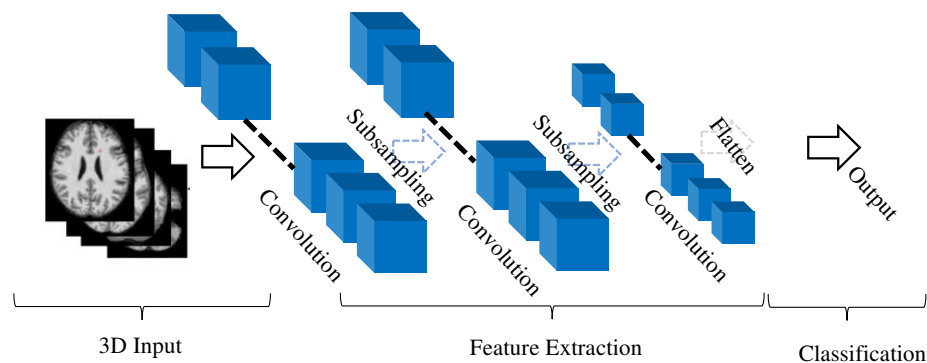 Subsampling
Subsampling
Flatten
Convolution
Convolution
Convolution
Output
3D Input
Feature Extraction
Classification